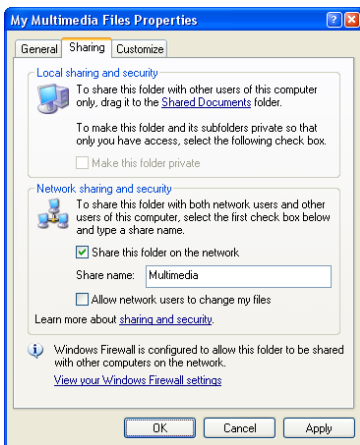 My Multimedia Files Properties
General Sharing Customize
Local sharing and security
To share this folder with other users of this computer
only, drag it to the Shared Documents folder.
To make this folder and its subfolders private so that
only you have access, select the following check box.
Make this folder private
Network sharing and security
To share this folder with both network users and other
users of this computer, select the first check box below
and type a share name.
Share this folder on the network
Share name: Multimedia
Allow network users to change my files
Learn more about sharing and security.
Windows Firewall is configured to allow this folder to be shared
with other computers on the network.
View your Windows Firewall settings
OK Cancel Apply